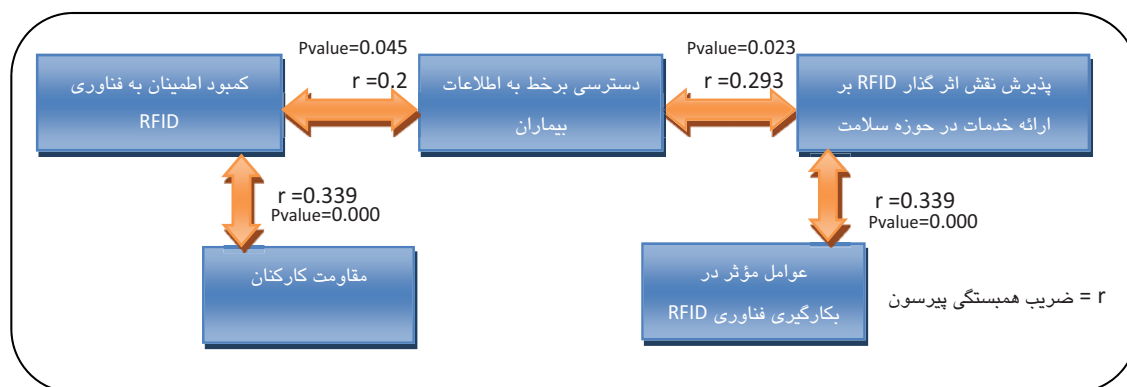 پذیرش نقش اثر گذار RFID بر
ارائه خدمات در حوزه سلامت
Pvalue=0.023
r =0.293
دسترسی برخط به اطلاعات
بیماران
Pvalue=0.045
r =0.2
کمبود اطمینان به فناوری
RFID
r =0.339
Pvalue=0.000
r =0.339
Pvalue=0.000
عوامل مؤثر در
بکارگیری فناوری RFID
مقاومت کارکنان
r = ضریب همبستگی پیرسون